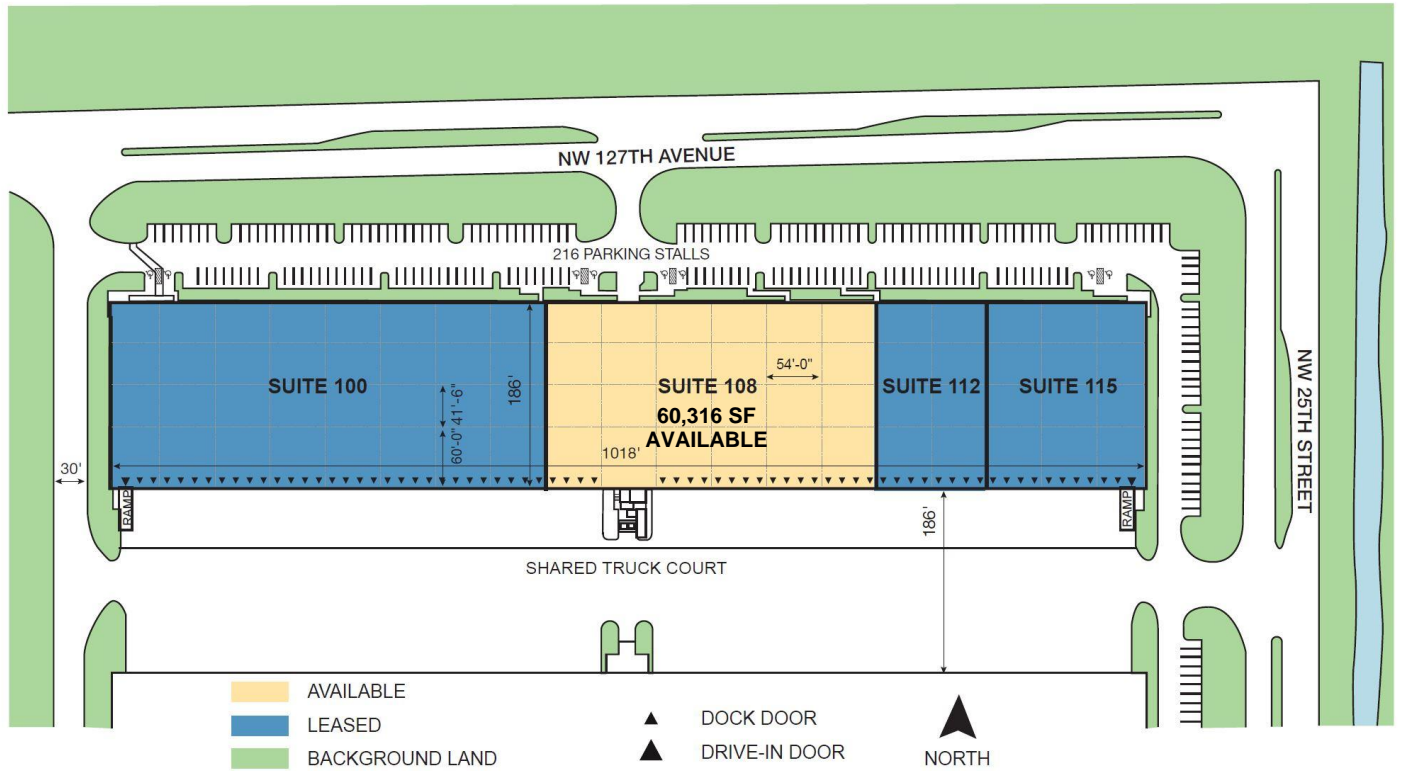 NW 127TH AVENUE
216 PARKING STALLS
SUITE 100
186'
60'-0" 41'-6"
SUITE 108
60,316 SF
AVAILABLE
54'-0"
SUITE 112
SUITE 115
NW 25TH STREET
30'
1018'
RAMP
RAMP
186'
SHARED TRUCK COURT
AVAILABLE
LEASED
BACKGROUND LAND
DOCK DOOR
DRIVE-IN DOOR
NORTH